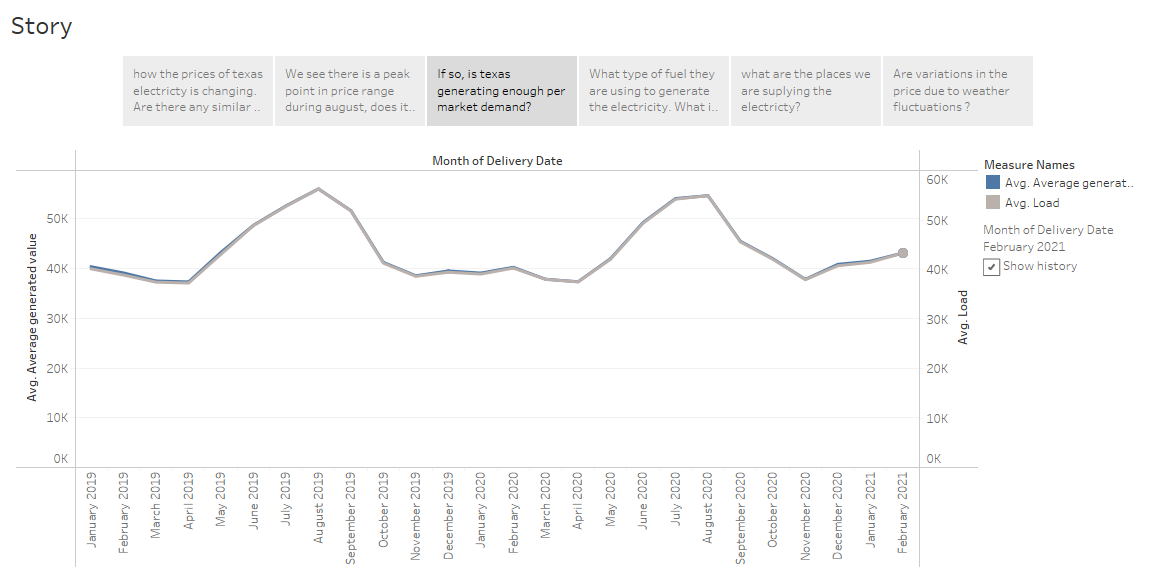 Story
how the prices of texas
electricty is changing.
Are there any similar ..
We see there is a peak
point in price range
during august, does it..
If so, is texas
generating enough per
market demand?
What type of fuel they
are using to generate
the electricity. What i..
what are the places we
are suplying the
electricty?
Are variations in the
price due to weather
fluctuations ?
Month of Delivery Date
Avg. Average generated value
50K
40K
30K
20K
10K
0K
60K
50K
40K
30K
20K
10K
0K
Avg. Load
January 2019
February 2019
March 2019
April 2019
May 2019
June 2019
July 2019
August 2019
September 2019
October 2019
November 2019
December 2019
January 2020
February 2020
March 2020
April 2020
May 2020
June 2020
July 2020
August 2020
September 2020
October 2020
November 2020
December 2020
January 2021
February 2021
Measure Names
Avg. Average generat..
Avg. Load
Month of Delivery Date
February 2021
Show history